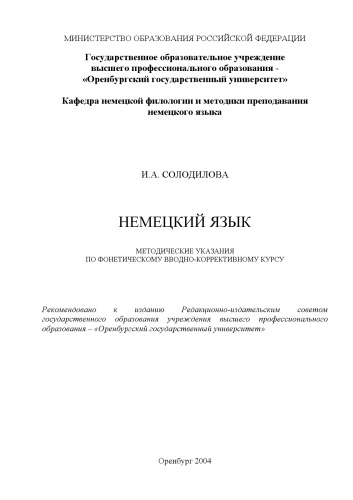 МИНИСТЕРСТВО ОБРАЗОВАНИЯ РОССИЙСКОЙ ФЕДЕРАЦИИ
Государственное образовательное учреждение
высшего профессионального образования -
«Оренбургский государственный университет»
Кафедра немецкой филологии и методики преподавания
немецкого языка
И.А. СОЛОДИЛОВА
НЕМЕЦКИЙ ЯЗЫК
МЕТОДИЧЕСКИЕ УКАЗАНИЯ
ПО ФОНЕТИЧЕСКОМУ ВВОДНО-КОРРЕКТИВНОМУ КУРСУ
Рекомендовано к изданию Редакционно-издательским советом
государственного образования учреждения высшего профессионального
образования – «Оренбургский государственный университет»
Оренбург 2004